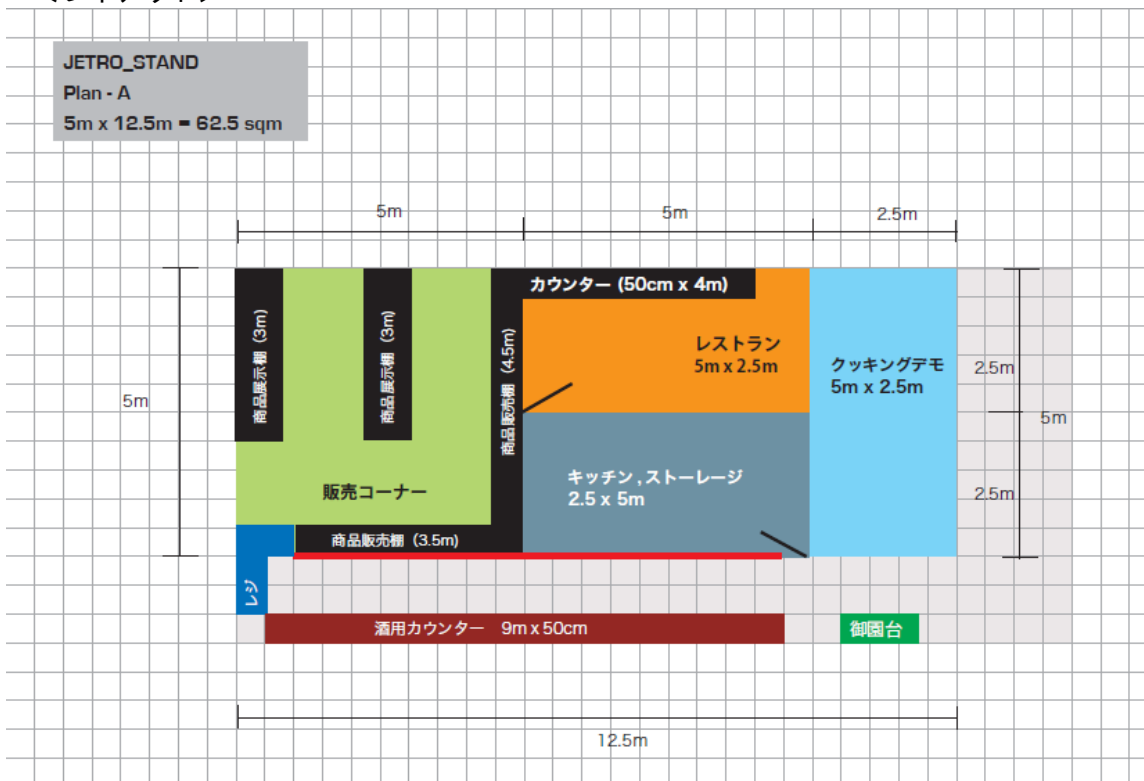 JETRO_STAND
Plan - A
5m x 12.5m = 62.5 sqm
5m
5m
2.5m
カウンター (50cm x 4m)
商品展示棚 (3m)
商品展示棚 (3m)
商品販売棚 (4.5m)
レストラン
5m x 2.5m
クッキングデモ
5m x 2.5m
2.5m
5m
5m
販売コーナー
キッチン,ストーレージ
2.5 x 5m
2.5m
商品販売棚 (3.5m)
レジ
酒用カウンター 9m x 50cm
御園台
12.5m